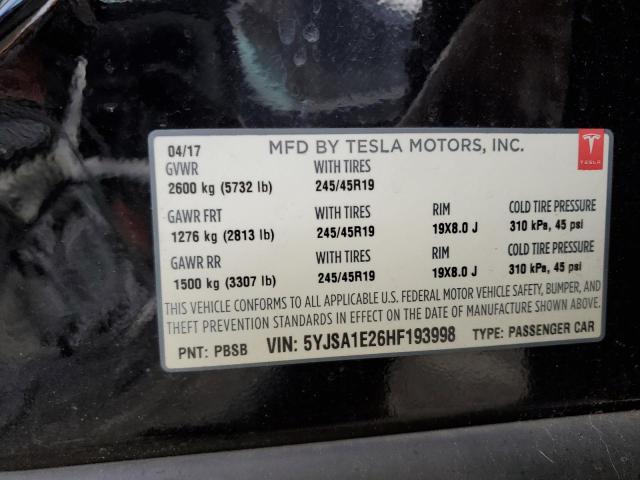 04/17 MFD BY TESLA MOTORS, INC.
TESLA
GVWR WITH TIRES
2600 kg (5732 lb) 245/45R19
GAWR FRT WITH TIRES RIM COLD TIRE PRESSURE
1276 kg (2813 lb) 245/45R19 19X8.0 J 310 kPa, 45 psi
GAWR RR WITH TIRES RIM COLD TIRE PRESSURE
1500 kg (3307 lb) 245/45R19 19X8.0 J 310 kPa, 45 psi
THIS VEHICLE CONFORMS TO ALL APPLICABLE U.S. FEDERAL MOTOR VEHICLE SAFETY, BUMPER, AND
THEFT PREVENTION STANDARDS IN EFFECT ON THE DATE OF MANUFACTURE SHOWN ABOVE.
PNT: PBSB VIN: 5YJSA1E26HF193998 TYPE: PASSENGER CAR